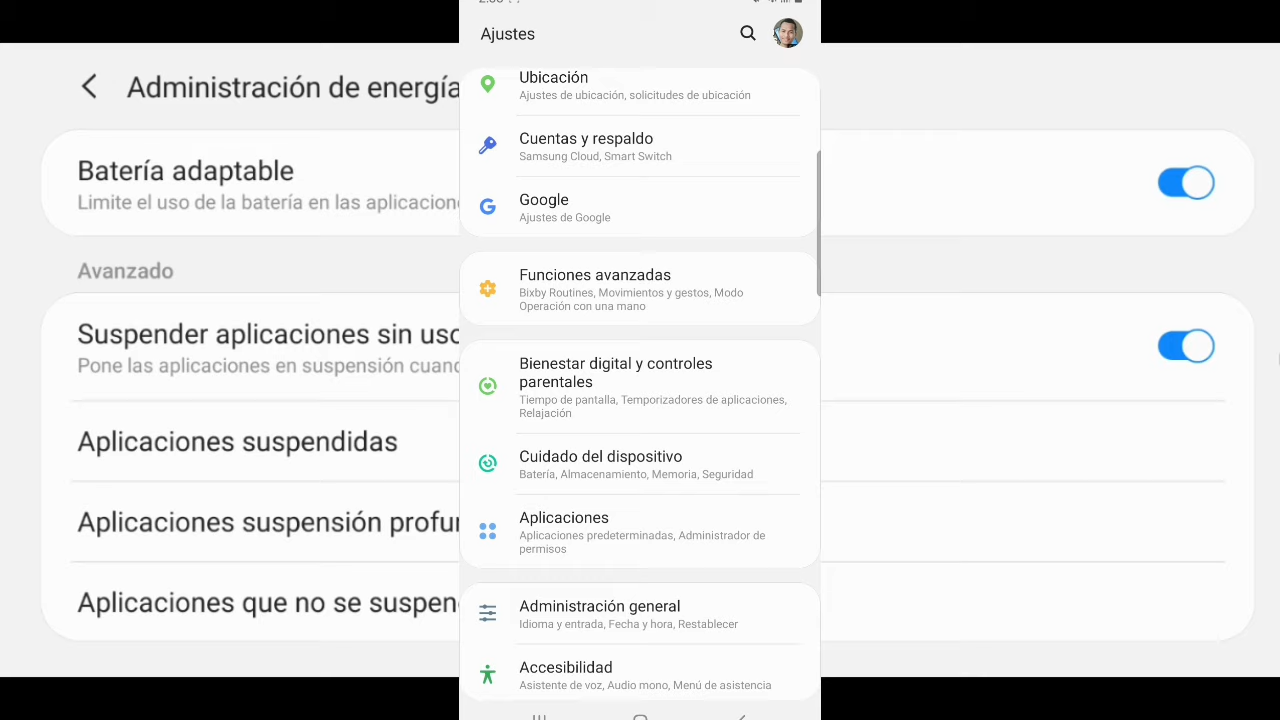 Ajustes
Ubicación
Ajustes de ubicación, solicitudes de ubicación
Cuentas y respaldo
Samsung Cloud, Smart Switch
Google
Ajustes de Google
Funciones avanzadas
Bixby Routines, Movimientos y gestos, Modo
Operación con una mano
Bienestar digital y controles
parentales
Tiempo de pantalla, Temporizadores de aplicaciones,
Relajación
Cuidado del dispositivo
Batería, Almacenamiento, Memoria, Seguridad
Aplicaciones
Aplicaciones predeterminadas, Administrador de
permisos
Administración general
Idioma y entrada, Fecha y hora, Restablecer
Accesibilidad
Asistente de voz, Audio mono, Menú de asistencia
Administración de energía
Batería adaptable
Limite el uso de la batería en las aplicacion
Avanzado
Suspender aplicaciones sin uso
Pone las aplicaciones en suspensión cuand
Aplicaciones suspendidas
Aplicaciones suspensión profu
Aplicaciones que no se suspen